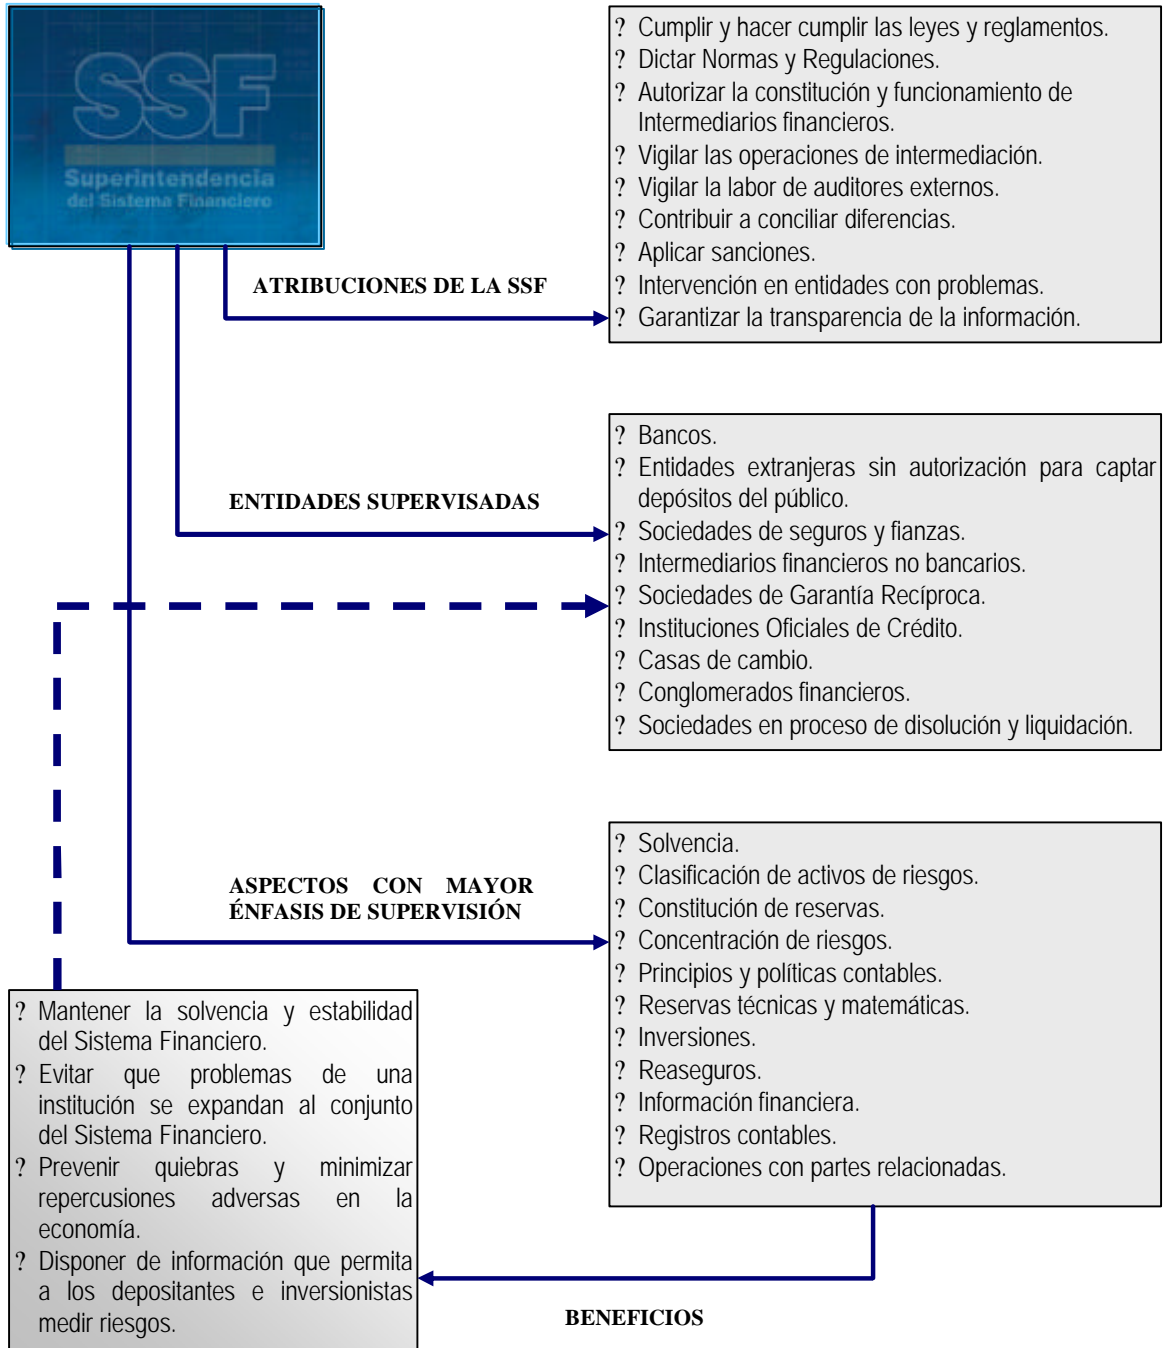 SSF
Superintendencia
del Sistema Financiero
? Cumplir y hacer cumplir las leyes y reglamentos.
? Dictar Normas y Regulaciones.
? Autorizar la constitución y funcionamiento de
Intermediarios financieros.
? Vigilar las operaciones de intermediación.
? Vigilar la labor de auditores externos.
? Contribuir a conciliar diferencias.
? Aplicar sanciones.
? Intervención en entidades con problemas.
? Garantizar la transparencia de la información.
ATRIBUCIONES DE LA SSF
? Bancos.
? Entidades extranjeras sin autorización para captar
depósitos del público.
? Sociedades de seguros y fianzas.
? Intermediarios financieros no bancarios.
? Sociedades de Garantía Recíproca.
? Instituciones Oficiales de Crédito.
? Casas de cambio.
? Conglomerados financieros.
? Sociedades en proceso de disolución y liquidación.
ENTIDADES SUPERVISADAS
? Solvencia.
? Clasificación de activos de riesgos.
? Constitución de reservas.
? Concentración de riesgos.
? Principios y políticas contables.
? Reservas técnicas y matemáticas.
? Inversiones.
? Reaseguros.
? Información financiera.
? Registros contables.
? Operaciones con partes relacionadas.
ASPECTOS CON MAYOR
ÉNFASIS DE SUPERVISIÓN
? Mantener la solvencia y estabilidad
del Sistema Financiero.
? Evitar que problemas de una
institución se expandan al conjunto
del Sistema Financiero.
? Prevenir quiebras y minimizar
repercusiones adversas en la
economía.
? Disponer de información que permita
a los depositantes e inversionistas
medir riesgos.
BENEFICIOS